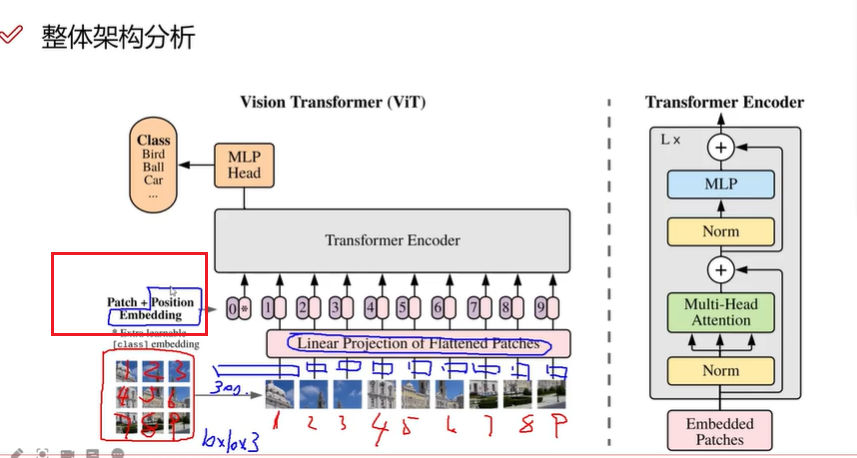 整体架构分析
Vision Transformer (ViT)
Transformer Encoder
Class
Bird
Ball
Car
...
MLP
Head
Transformer Encoder
Patch + Position
Embedding
* Extra learnable
[class] embedding
0 * 1 2 3 4 5 6 7 8 9
Linear Projection of Flattened Patches
1 2 3
4 5 6
7 8 9
300.
10x10x3
1 2 3 4 5 6 7 8 9
L x
+
MLP
Norm
+
Multi-Head
Attention
Norm
Embedded
Patches